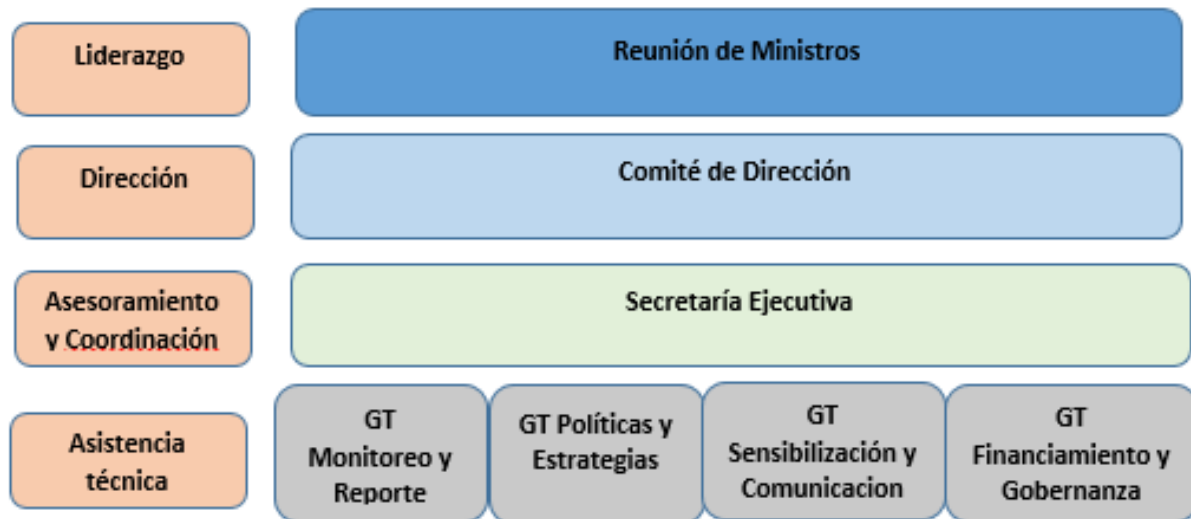 Liderazgo
Reunión de Ministros
Dirección
Comité de Dirección
Asesoramiento
y Coordinación
Secretaría Ejecutiva
Asistencia
técnica
GT
Monitoreo y
Reporte
GT Políticas y
Estrategias
GT
Sensibilización y
Comunicacion
GT
Financiamiento y
Gobernanza